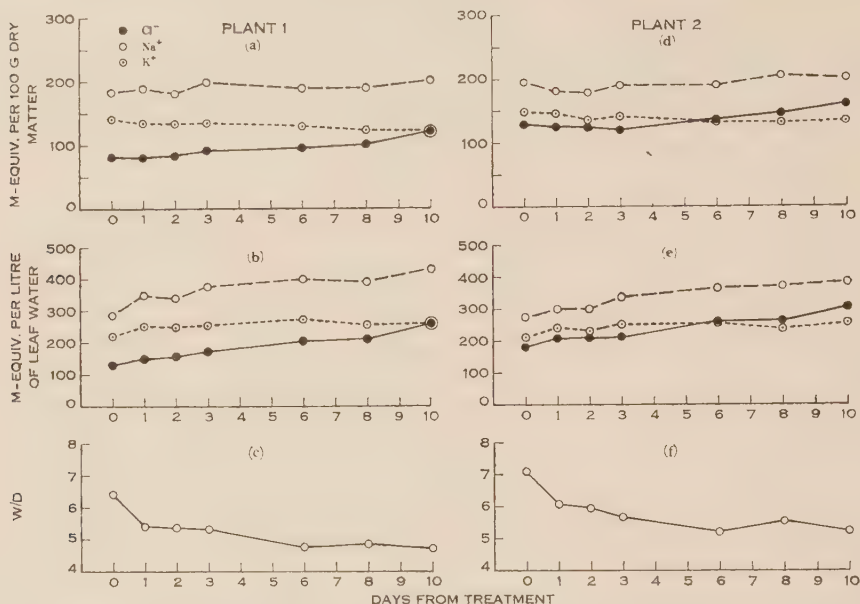 PLANT 1
PLANT 2
Cl⁻
Na⁺
K⁺
(a)
(d)
M-EQUIV. PER 100 G DRY
MATTER
300
200
100
0
0 1 2 3 4 5 6 7 8 9 10
300
200
100
0
0 1 2 3 4 5 6 7 8 9 10
(b)
(e)
M-EQUIV. PER LITRE
OF LEAF WATER
500
400
300
200
100
0
0 1 2 3 4 5 6 7 8 9 10
500
400
300
200
100
0
0 1 2 3 4 5 6 7 8 9 10
(c)
(f)
W/D
8
7
6
5
4
0 1 2 3 4 5 6 7 8 9 10
8
7
6
5
4
0 1 2 3 4 5 6 7 8 9 10
DAYS FROM TREATMENT